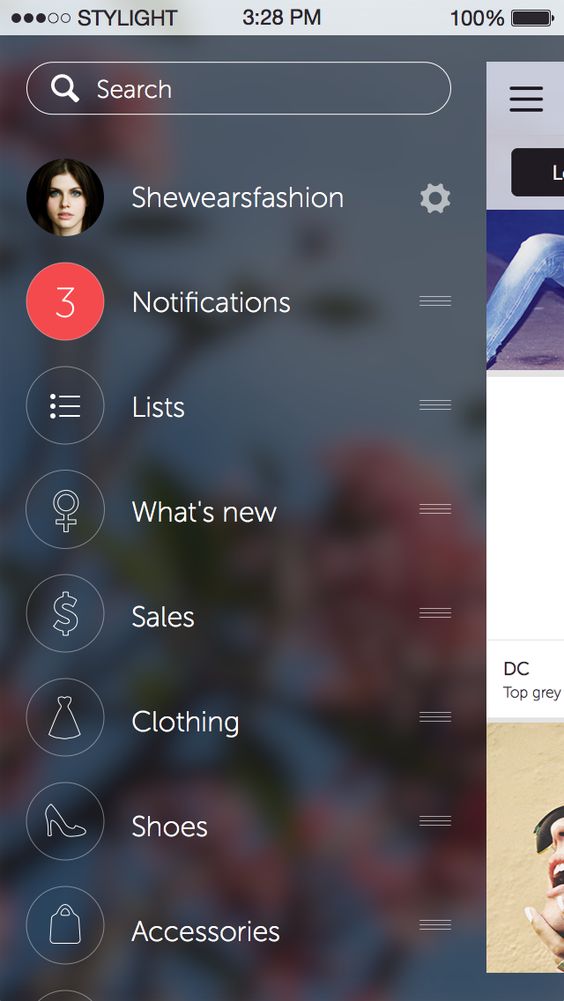 STYLIGHT 3:28 PM 100%
Search
Shewearsfashion
3 Notifications
Lists
What's new
Sales
Clothing
Shoes
Accessories
DC
Top grey